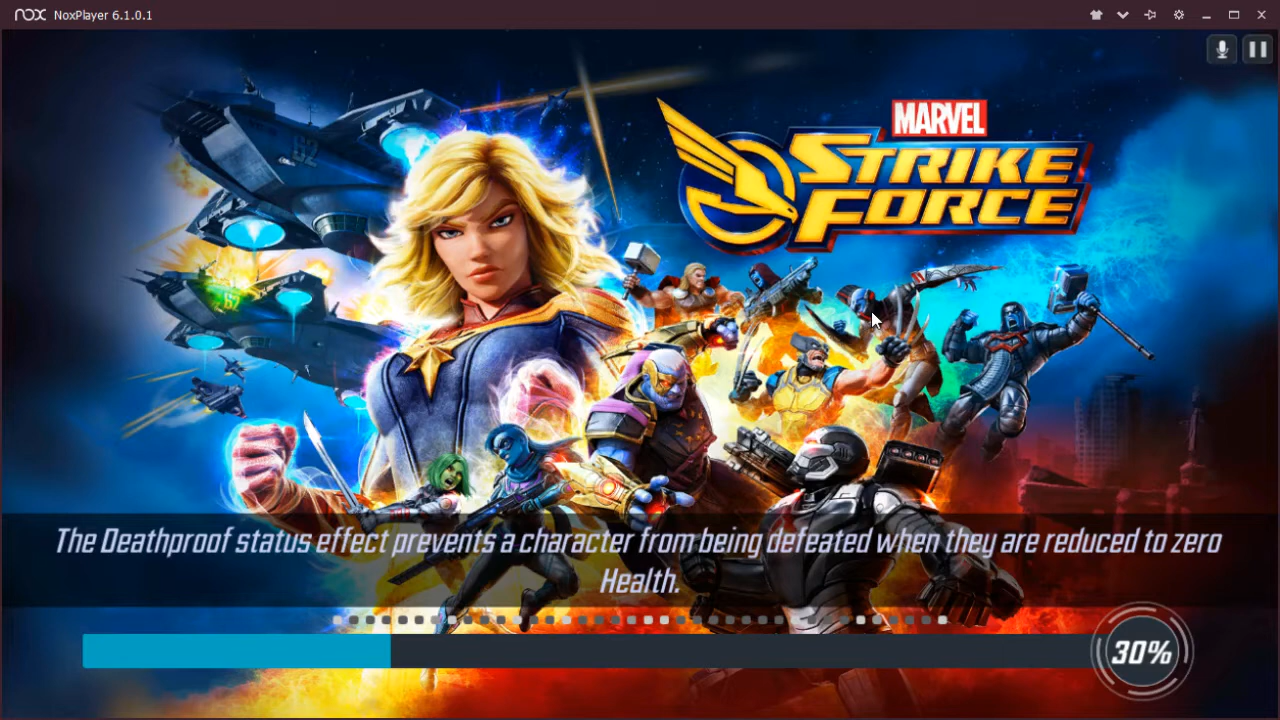 nox NoxPlayer 6.1.0.1
MARVEL
STRIKE
FORCE
The Deathproof status effect prevents a character from being defeated when they are reduced to zero
Health.
30%